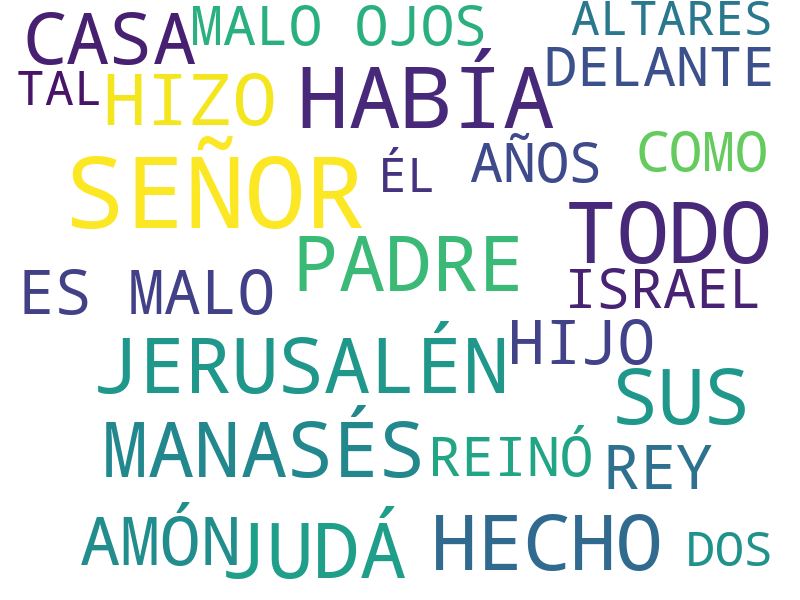 CASA MALO OJOS ALTARES
TAL HIZO HABÍA DELANTE
SEÑOR ÉL AÑOS COMO
TODO
PADRE
ES MALO ISRAEL
JERUSALÉN HIJO
SUS
MANASÉS REINÓ REY
AMÓN JUDÁ HECHO DOS